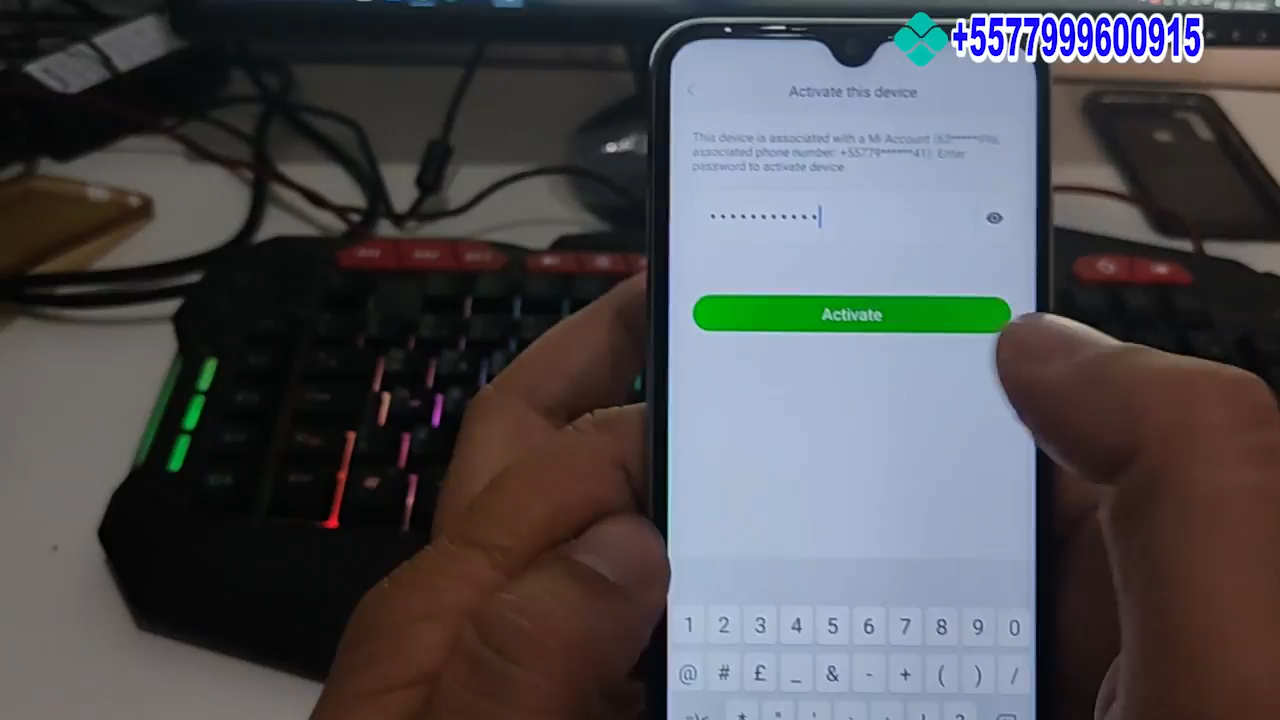 +5577999600915
Activate this device
This device is associated with a Mi Account (62*****918,
associated phone number: +55779******41). Enter
password to activate device.
•••••••••••
Activate
1 2 3 4 5 6 7 8 9 0
@ # £ _ & - + ( ) /